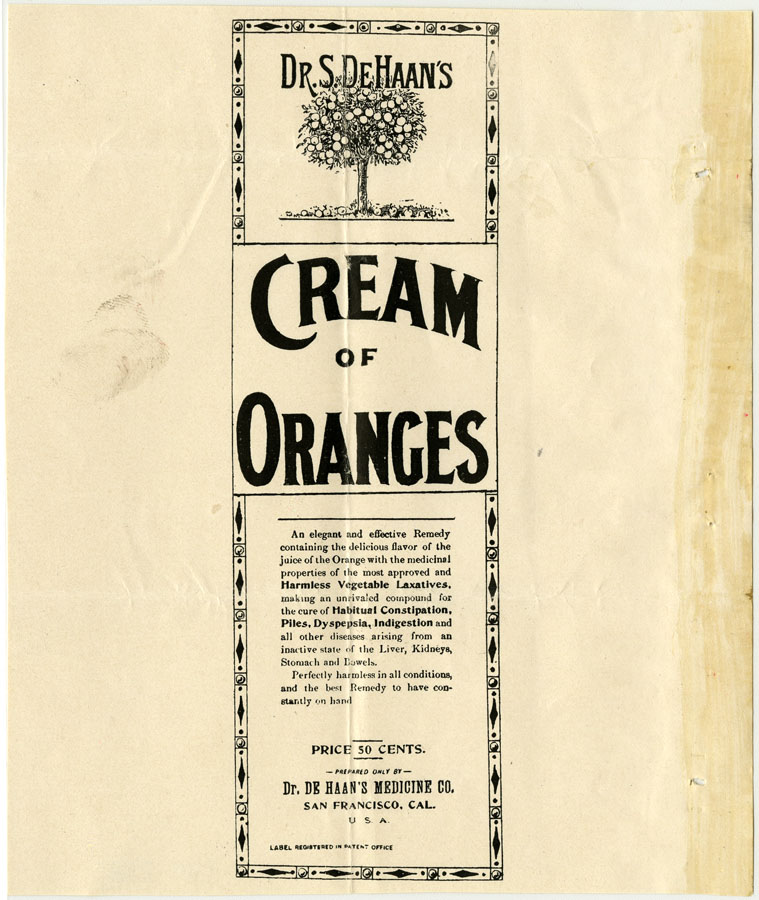 DR. S. DEHAAN'S
CREAM
OF
ORANGES
An elegant and effective Remedy
containing the delicious flavor of the
juice of the Orange with the medicinal
properties of the most approved and
Harmless Vegetable Laxatives,
making an unrivaled compound for
the cure of Habitual Constipation,
Piles, Dyspepsia, Indigestion and
all other diseases arising from an
inactive state of the Liver, Kidneys,
Stomach and Bowels.
Perfectly harmless in all conditions,
and the best Remedy to have con-
stantly on hand
PRICE 50 CENTS.
— PREPARED ONLY BY —
Dr. DE HAAN'S MEDICINE CO.
SAN FRANCISCO, CAL.
U. S. A.
LABEL REGISTERED IN PATENT OFFICE